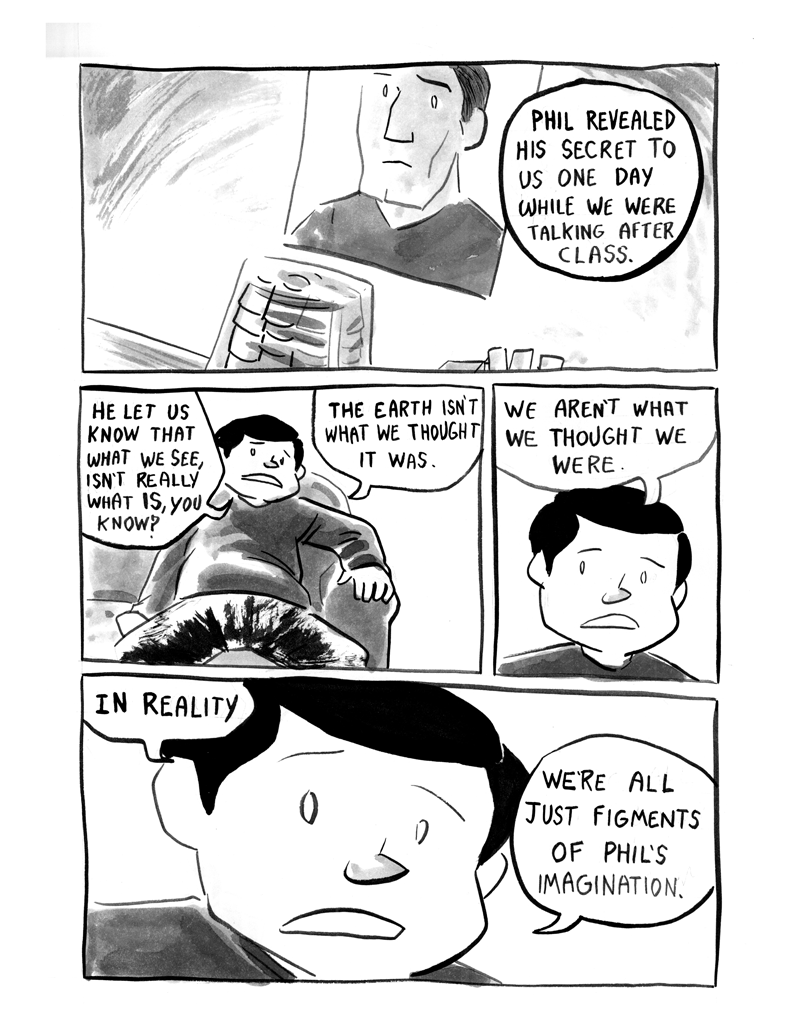 PHIL REVEALED
HIS SECRET TO
US ONE DAY
WHILE WE WERE
TALKING AFTER
CLASS.
HE LET US
KNOW THAT
WHAT WE SEE,
ISN'T REALLY
WHAT IS, YOU
KNOW?
THE EARTH ISN'T
WHAT WE THOUGHT
IT WAS.
WE AREN'T WHAT
WE THOUGHT WE
WERE.
IN REALITY
WE'RE ALL
JUST FIGMENTS
OF PHIL'S
IMAGINATION.